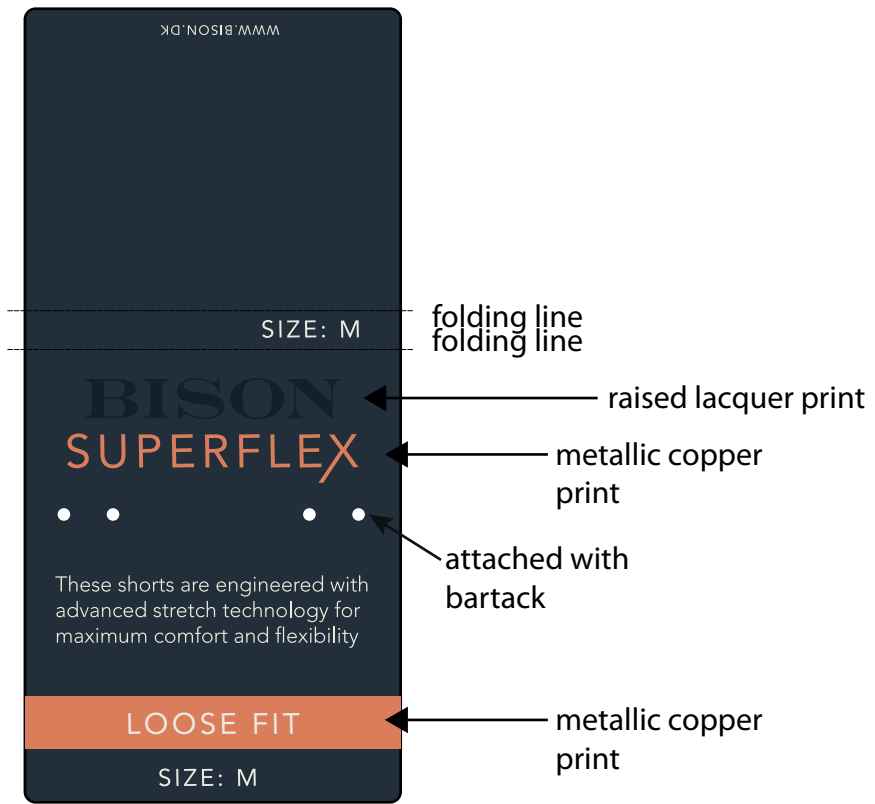 WWW.BISON.DK
folding line
SIZE: M
folding line
BISON
raised lacquer print
SUPERFLEX
metallic copper
print
attached with
bartack
These shorts are engineered with
advanced stretch technology for
maximum comfort and flexibility
LOOSE FIT
metallic copper
print
SIZE: M